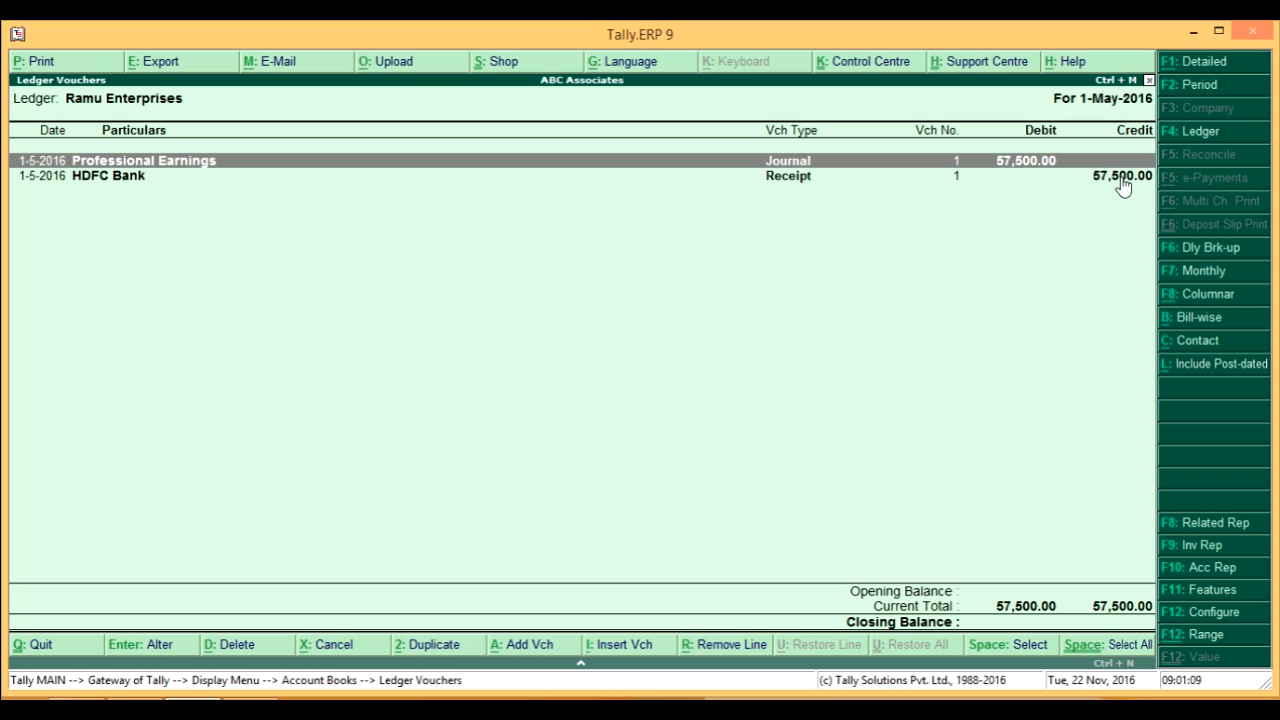 Tally.ERP 9
P: Print E: Export M: E-Mail O: Upload S: Shop G: Language K: Keyboard K: Control Centre H: Support Centre H: Help
Ledger Vouchers ABC Associates Ctrl + M
Ledger: Ramu Enterprises For 1-May-2016
Date Particulars Vch Type Vch No. Debit Credit
1-5-2016 Professional Earnings Journal 1 57,500.00
1-5-2016 HDFC Bank Receipt 1 57,500.00
Opening Balance :
Current Total : 57,500.00 57,500.00
Closing Balance :
Q: Quit Enter: Alter D: Delete X: Cancel 2: Duplicate A: Add Vch I: Insert Vch R: Remove Line U: Restore Line U: Restore All Space: Select Space: Select All
Ctrl + N
Tally MAIN --> Gateway of Tally --> Display Menu --> Account Books --> Ledger Vouchers (c) Tally Solutions Pvt. Ltd., 1988-2016 Tue, 22 Nov, 2016 09:01:09
F1: Detailed
F2: Period
F3: Company
F4: Ledger
F5: Reconcile
F5: e-Payments
F6: Multi Ch. Print
F6: Deposit Slip Print
F6: Dly Brk-up
F7: Monthly
F8: Columnar
B: Bill-wise
C: Contact
L: Include Post-dated
F8: Related Rep
F9: Inv Rep
F10: Acc Rep
F11: Features
F12: Configure
F12: Range
F12: Value